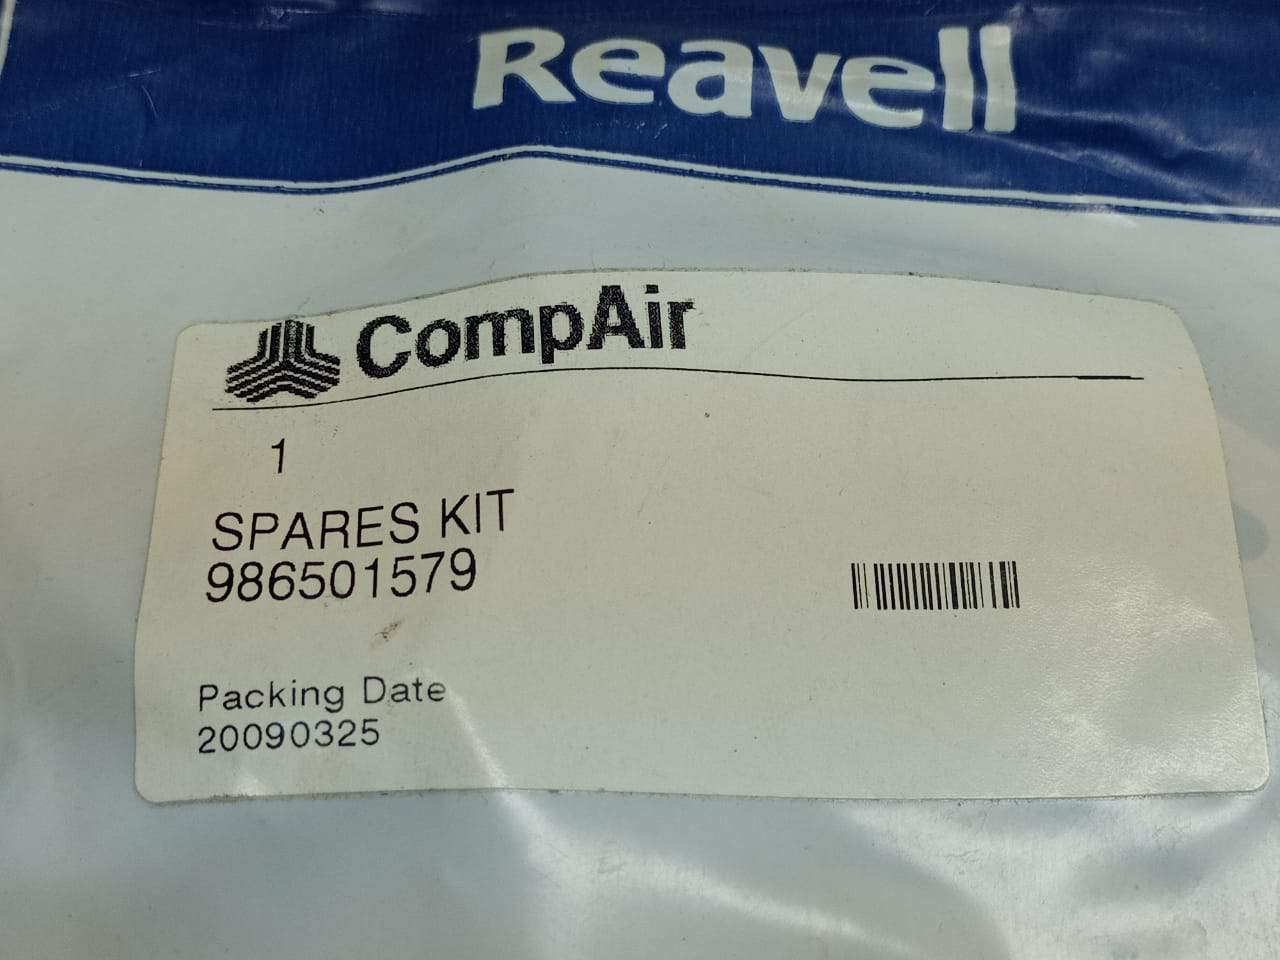 Reavell
CompAir
1
SPARES KIT
986501579
Packing Date
20090325